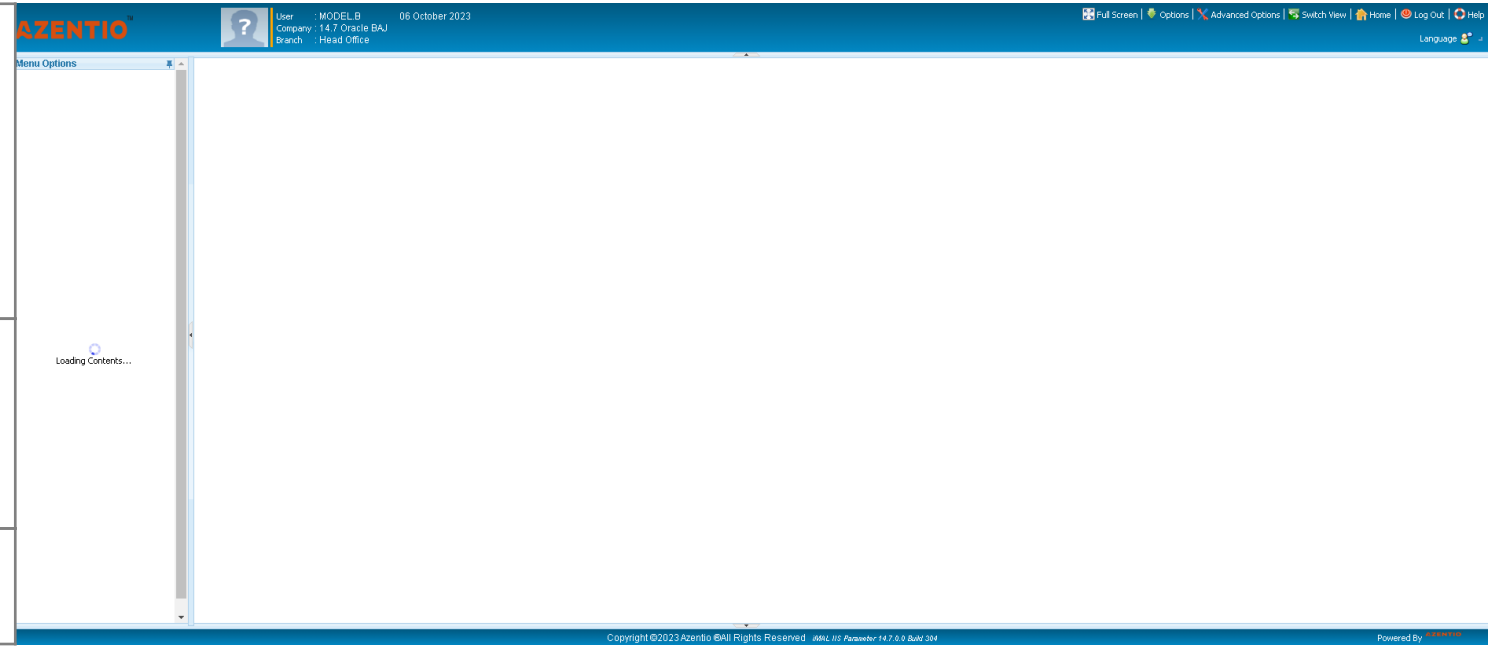 AZENTIO
?
User : MODEL.B 06 October 2023
Company : 14.7 Oracle BAJ
Branch : Head Office
Full Screen | Options | Advanced Options | Switch View | Home | Log Out | Help
Language
Menu Options
Loading Contents...
Copyright ©2023 Azentio ®All Rights Reserved iMAL IIS Parameter 14.7.0.0 Build 304
Powered By AZENTIO